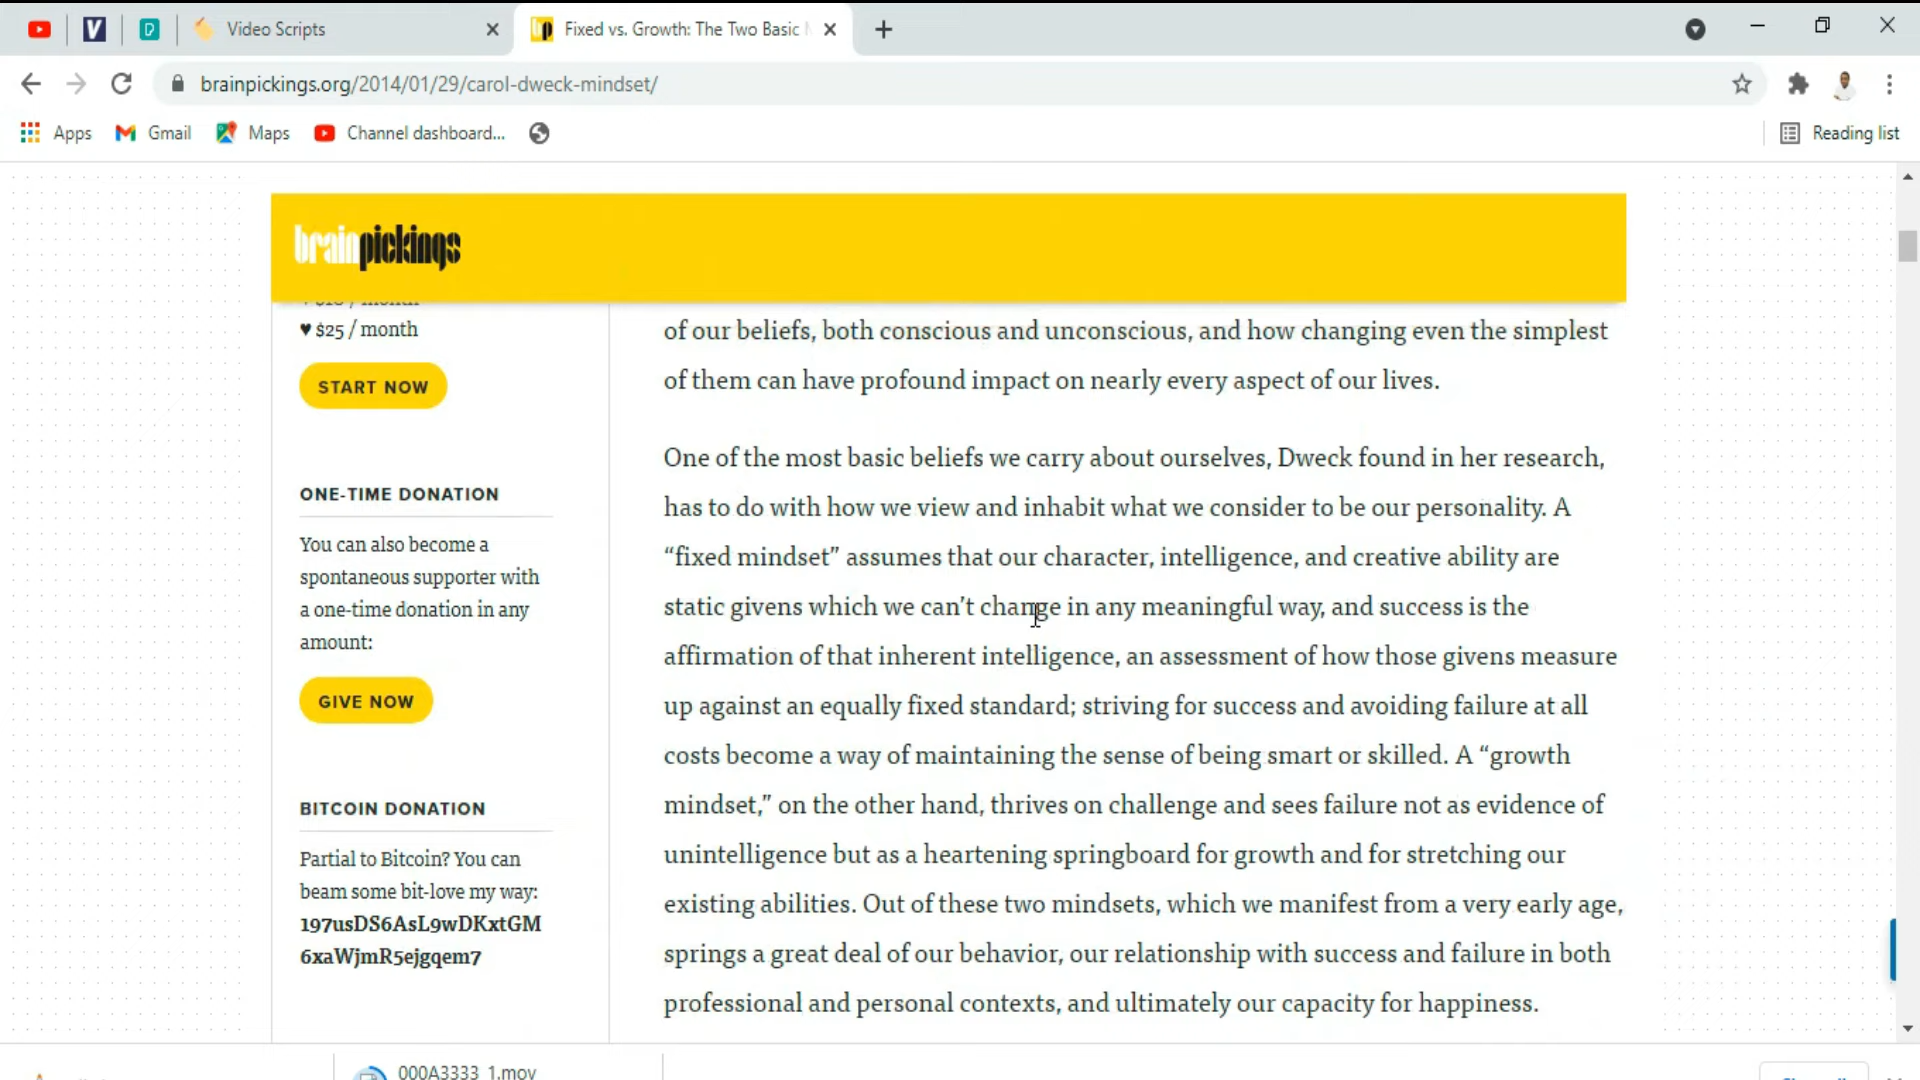 Video Scripts
Fixed vs. Growth: The Two Basic
brainpickings.org/2014/01/29/carol-dweck-mindset/
Apps
Gmail
Maps
Channel dashboard...
Reading list
brainpickings
♥ $25 / month
START NOW
ONE-TIME DONATION
You can also become a
spontaneous supporter with
a one-time donation in any
amount:
GIVE NOW
BITCOIN DONATION
Partial to Bitcoin? You can
beam some bit-love my way:
197usDS6AsL9wDKxtGM
6xaWjmR5ejgqem7
of our beliefs, both conscious and unconscious, and how changing even the simplest
of them can have profound impact on nearly every aspect of our lives.
One of the most basic beliefs we carry about ourselves, Dweck found in her research,
has to do with how we view and inhabit what we consider to be our personality. A
“fixed mindset” assumes that our character, intelligence, and creative ability are
static givens which we can’t change in any meaningful way, and success is the
affirmation of that inherent intelligence, an assessment of how those givens measure
up against an equally fixed standard; striving for success and avoiding failure at all
costs become a way of maintaining the sense of being smart or skilled. A “growth
mindset,” on the other hand, thrives on challenge and sees failure not as evidence of
unintelligence but as a heartening springboard for growth and for stretching our
existing abilities. Out of these two mindsets, which we manifest from a very early age,
springs a great deal of our behavior, our relationship with success and failure in both
professional and personal contexts, and ultimately our capacity for happiness.
000A3333_1.mov